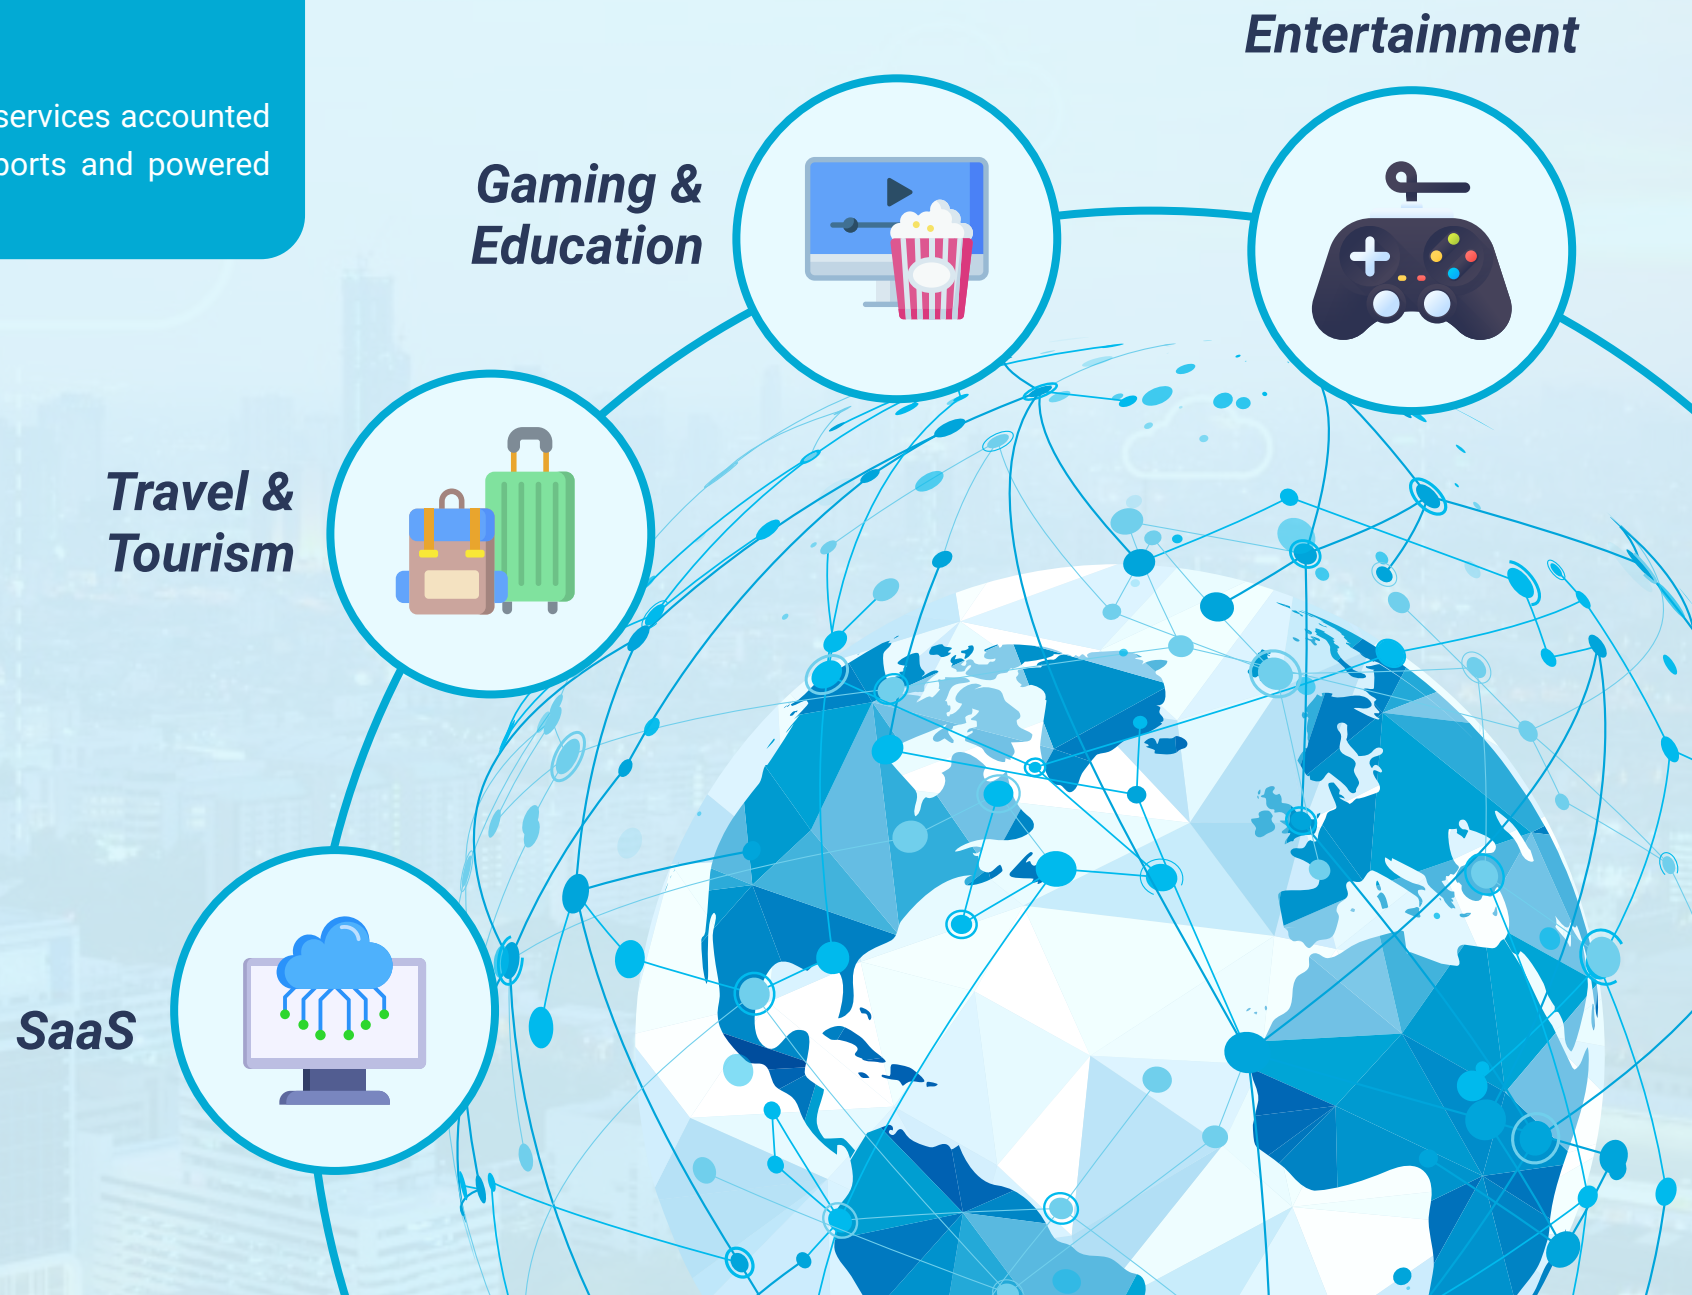 services accounted
ports and powered
Entertainment
Gaming &
Education
Travel &
Tourism
SaaS